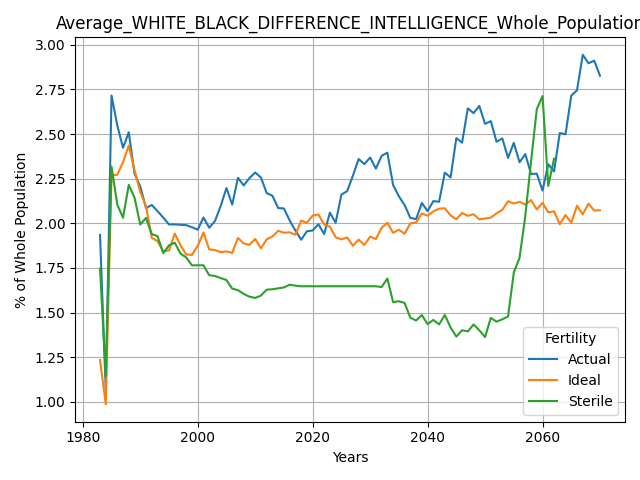 Average_WHITE_BLACK_DIFFERENCE_INTELLIGENCE_Whole_Population
3.00
2.75
2.50
2.25
2.00
1.75
1.50
1.25
1.00
% of Whole Population
1980
2000
2020
2040
2060
Years
Fertility
Actual
Ideal
Sterile